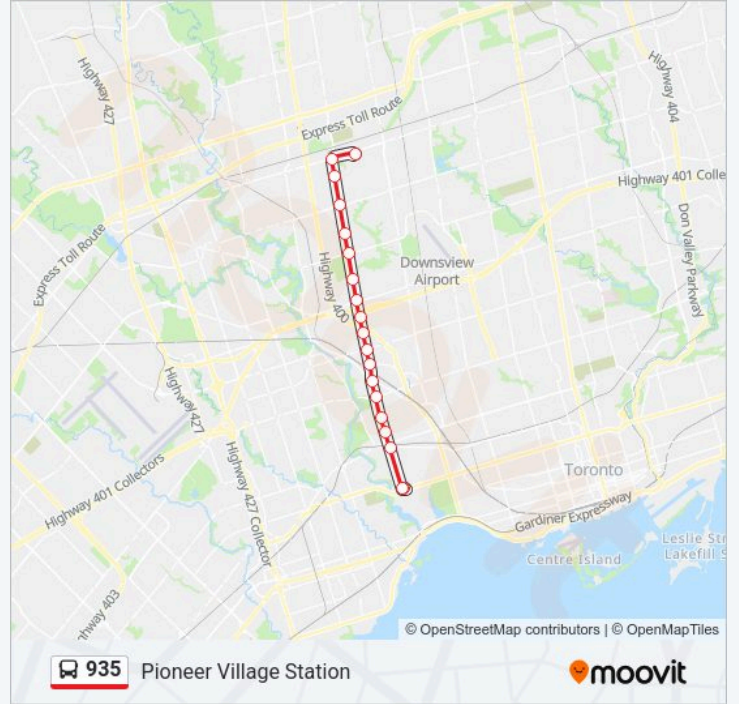 Highway 427
Highway 404
Express Toll Route
Highway 401 Colle
Don Valley Parkway
Express Toll Route
Downsview
Airport
Highway 400
Highway 427
Toronto
Highway 401 Collectors
Highway 427 Collector
Gardiner Expressway
Leslie Str
Lakefill S
Centre Island
hway 403
© OpenStreetMap contributors | © OpenMapTiles
935 Pioneer Village Station
moovit